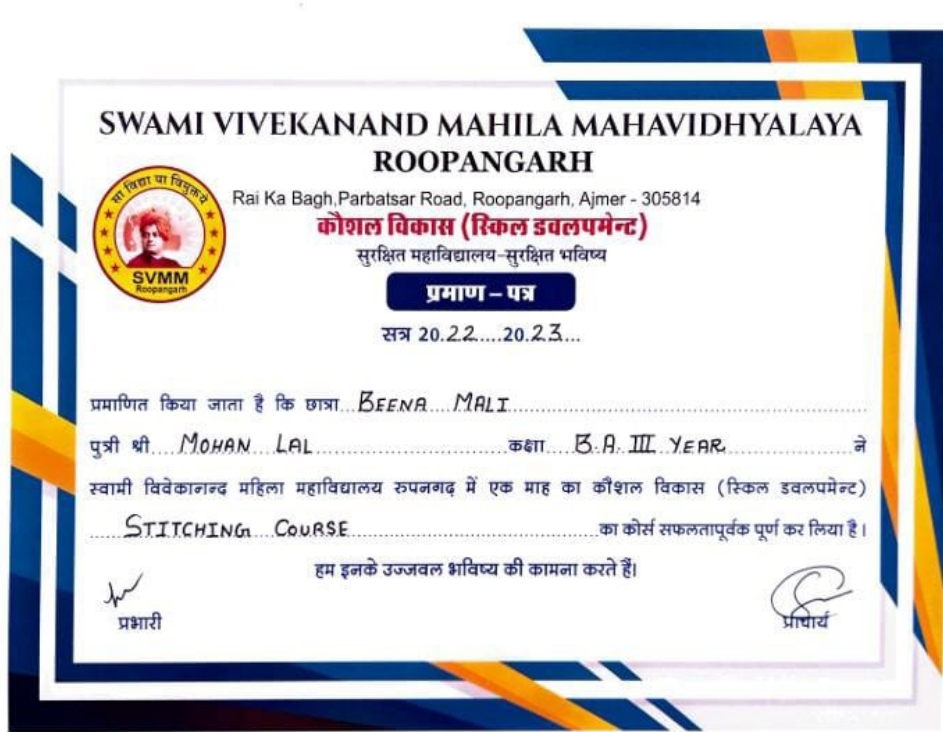 SWAMI VIVEKANAND MAHILA MAHAVIDHYALAYA
ROOPANGARH
सा विद्या या विमुक्तये
SVMM
Roopangarh
Rai Ka Bagh,Parbatsar Road, Roopangarh, Ajmer - 305814
कौशल विकास (स्किल डवलपमेन्ट)
सुरक्षित महाविद्यालय-सुरक्षित भविष्य
प्रमाण – पत्र
सत्र 20.22....20.23...
प्रमाणित किया जाता है कि छात्रा BEENA MALI
पुत्री श्री MOHAN LAL कक्षा B.A. III YEAR ने
स्वामी विवेकानन्द महिला महाविद्यालय रुपनगढ़ में एक माह का कौशल विकास (स्किल डवलपमेन्ट)
STITCHING COURSE का कोर्स सफलतापूर्वक पूर्ण कर लिया है।
हम इनके उज्जवल भविष्य की कामना करते हैं।
प्रभारी
प्राचार्य